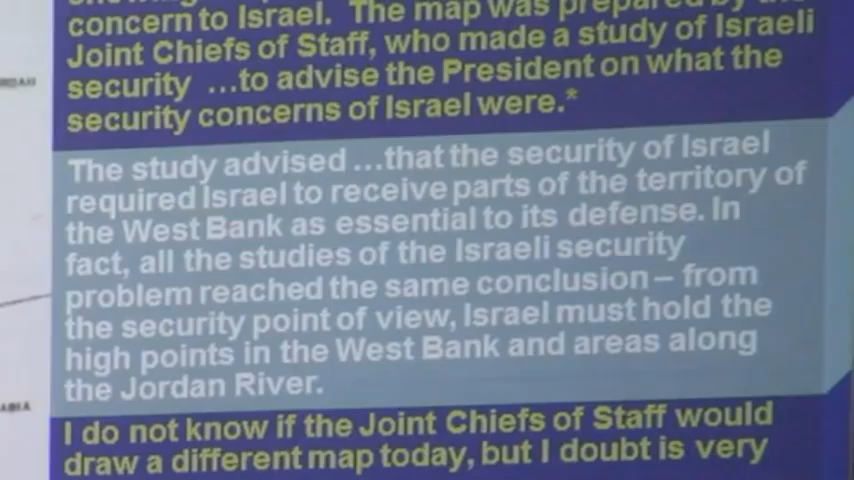 concern to Israel. The map was prepared by the
Joint Chiefs of Staff, who made a study of Israeli
security ...to advise the President on what the
security concerns of Israel were.*
The study advised ...that the security of Israel
required Israel to receive parts of the territory of
the West Bank as essential to its defense. In
fact, all the studies of the Israeli security
problem reached the same conclusion – from
the security point of view, Israel must hold the
high points in the West Bank and areas along
the Jordan River.
I do not know if the Joint Chiefs of Staff would
draw a different map today, but I doubt is very